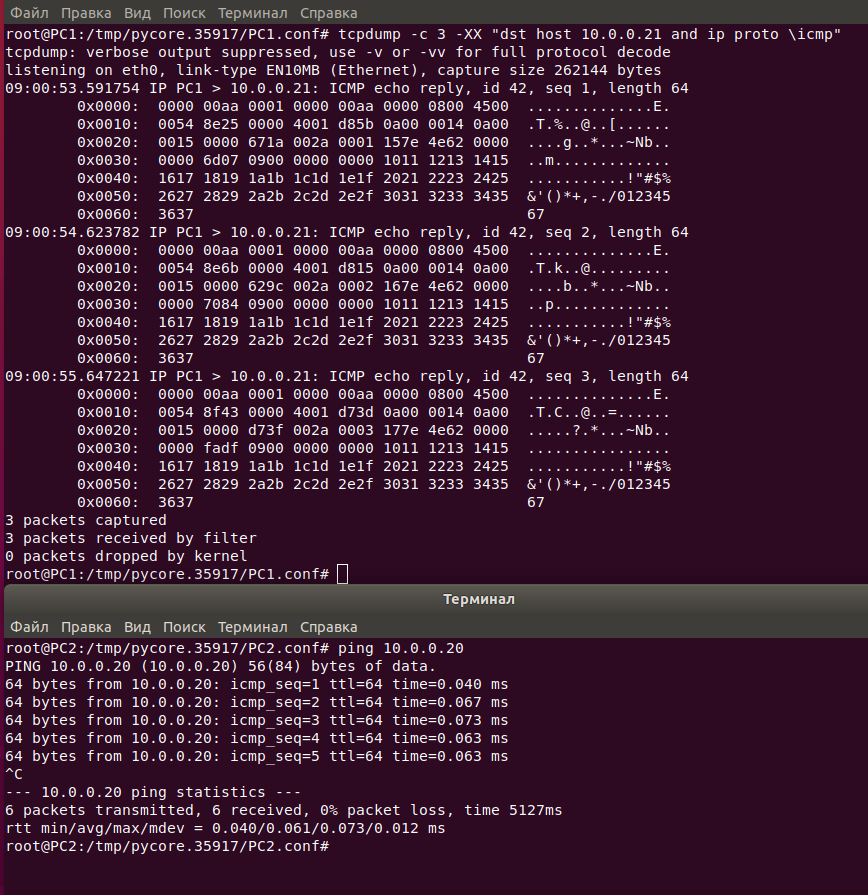 Файл Правка Вид Поиск Терминал Справка
root@PC1:/tmp/pycore.35917/PC1.conf# tcpdump -c 3 -XX "dst host 10.0.0.21 and ip proto \icmp"
tcpdump: verbose output suppressed, use -v or -vv for full protocol decode
listening on eth0, link-type EN10MB (Ethernet), capture size 262144 bytes
09:00:53.591754 IP PC1 > 10.0.0.21: ICMP echo reply, id 42, seq 1, length 64
        0x0000:  0000 00aa 0001 0000 00aa 0000 0800 4500  ..............E.
        0x0010:  0054 8e25 0000 4001 d85b 0a00 0014 0a00  .T.%..@..[......
        0x0020:  0015 0000 671a 002a 0001 157e 4e62 0000  ....g..*...~Nb..
        0x0030:  0000 6d07 0900 0000 0000 1011 1213 1415  ..m.............
        0x0040:  1617 1819 1a1b 1c1d 1e1f 2021 2223 2425  ...........!"#$%
        0x0050:  2627 2829 2a2b 2c2d 2e2f 3031 3233 3435  &'()*+,-./012345
        0x0060:  3637                                     67
09:00:54.623782 IP PC1 > 10.0.0.21: ICMP echo reply, id 42, seq 2, length 64
        0x0000:  0000 00aa 0001 0000 00aa 0000 0800 4500  ..............E.
        0x0010:  0054 8e6b 0000 4001 d815 0a00 0014 0a00  .T.k..@.........
        0x0020:  0015 0000 629c 002a 0002 167e 4e62 0000  ....b..*...~Nb..
        0x0030:  0000 7084 0900 0000 0000 1011 1213 1415  ..p.............
        0x0040:  1617 1819 1a1b 1c1d 1e1f 2021 2223 2425  ...........!"#$%
        0x0050:  2627 2829 2a2b 2c2d 2e2f 3031 3233 3435  &'()*+,-./012345
        0x0060:  3637                                     67
09:00:55.647221 IP PC1 > 10.0.0.21: ICMP echo reply, id 42, seq 3, length 64
        0x0000:  0000 00aa 0001 0000 00aa 0000 0800 4500  ..............E.
        0x0010:  0054 8f43 0000 4001 d73d 0a00 0014 0a00  .T.C..@..=......
        0x0020:  0015 0000 d73f 002a 0003 177e 4e62 0000  .....?.*...~Nb..
        0x0030:  0000 fadf 0900 0000 0000 1011 1213 1415  ................
        0x0040:  1617 1819 1a1b 1c1d 1e1f 2021 2223 2425  ...........!"#$%
        0x0050:  2627 2829 2a2b 2c2d 2e2f 3031 3233 3435  &'()*+,-./012345
        0x0060:  3637                                     67
3 packets captured
3 packets received by filter
0 packets dropped by kernel
root@PC1:/tmp/pycore.35917/PC1.conf#
Терминал
Файл Правка Вид Поиск Терминал Справка
root@PC2:/tmp/pycore.35917/PC2.conf# ping 10.0.0.20
PING 10.0.0.20 (10.0.0.20) 56(84) bytes of data.
64 bytes from 10.0.0.20: icmp_seq=1 ttl=64 time=0.040 ms
64 bytes from 10.0.0.20: icmp_seq=2 ttl=64 time=0.067 ms
64 bytes from 10.0.0.20: icmp_seq=3 ttl=64 time=0.073 ms
64 bytes from 10.0.0.20: icmp_seq=4 ttl=64 time=0.063 ms
64 bytes from 10.0.0.20: icmp_seq=5 ttl=64 time=0.063 ms
^C
--- 10.0.0.20 ping statistics ---
6 packets transmitted, 6 received, 0% packet loss, time 5127ms
rtt min/avg/max/mdev = 0.040/0.061/0.073/0.012 ms
root@PC2:/tmp/pycore.35917/PC2.conf#